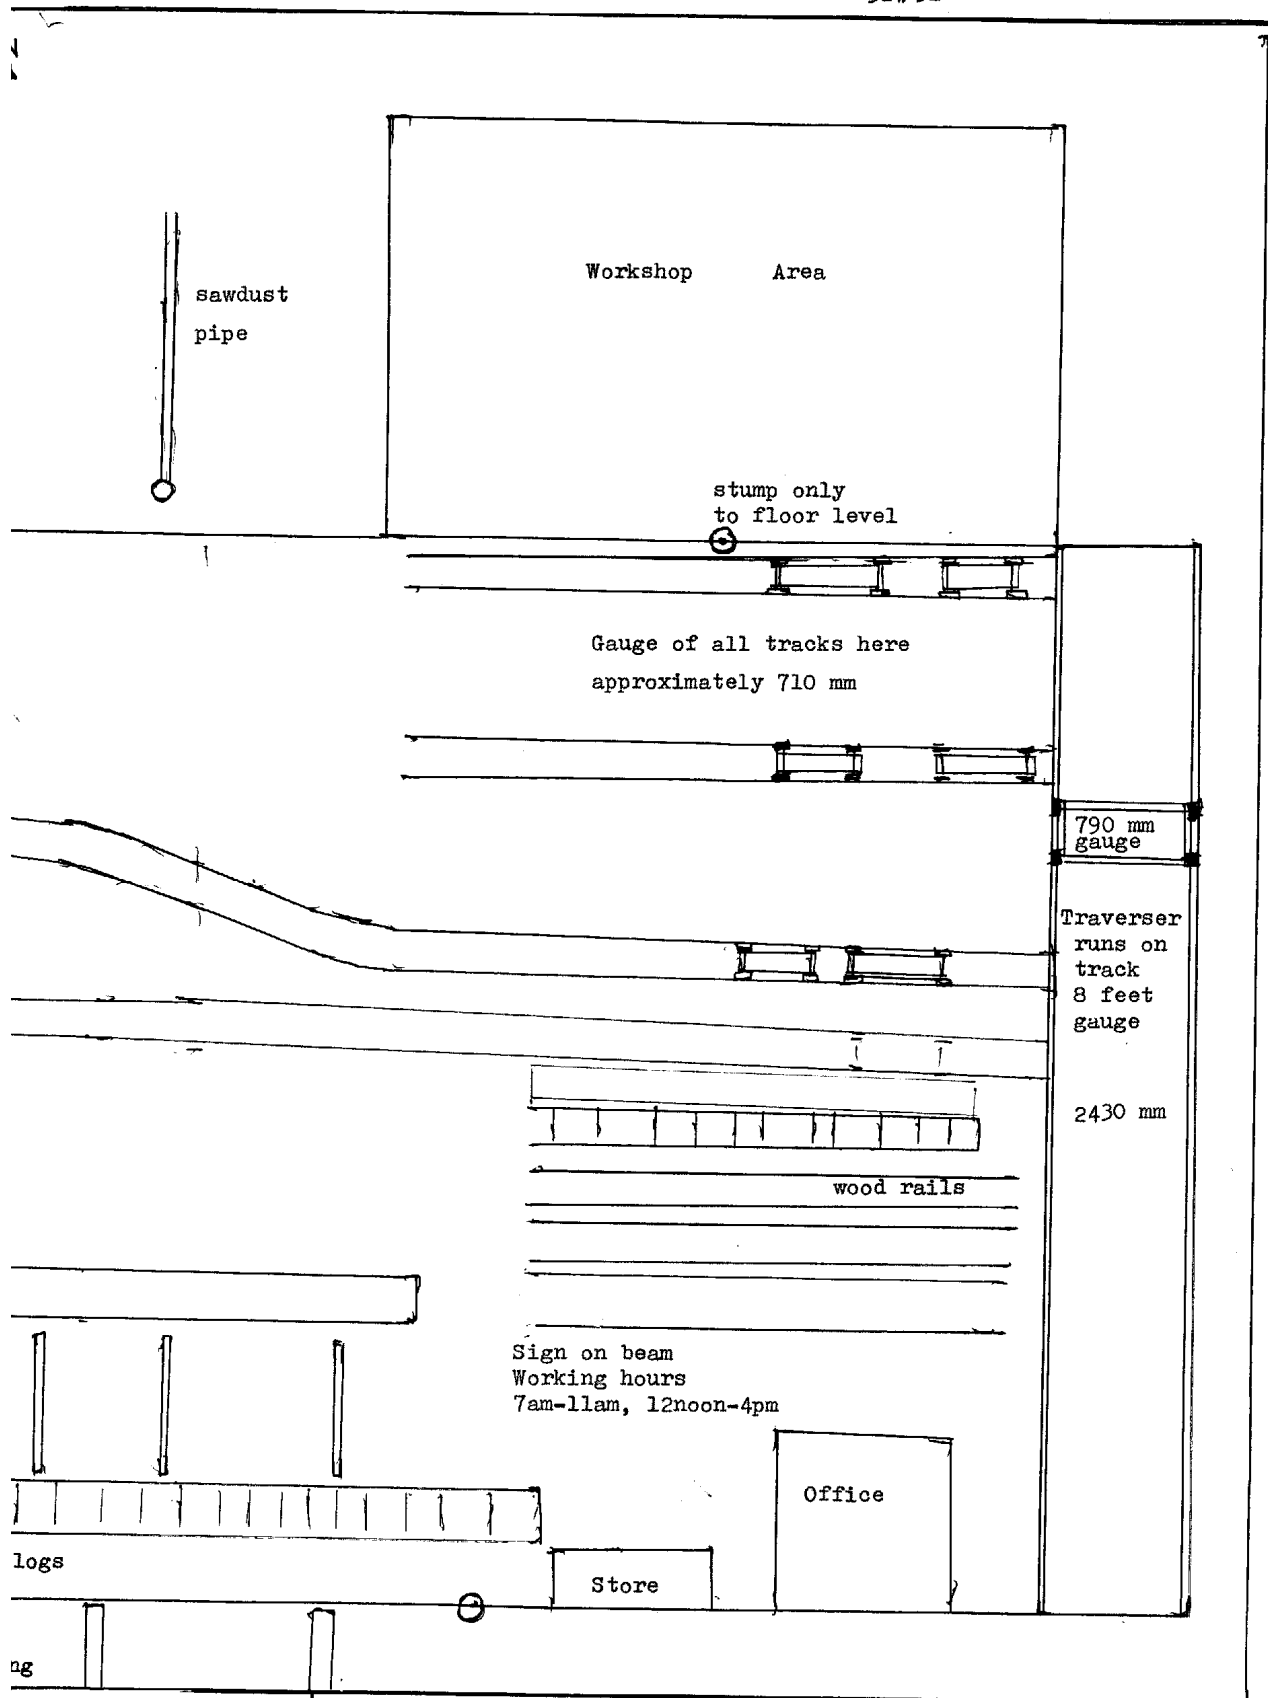 Workshop Area
sawdust
pipe
stump only
to floor level
Gauge of all tracks here
approximately 710 mm
790 mm
gauge
Traverser
runs on
track
8 feet
gauge
2430 mm
wood rails
Sign on beam
Working hours
7am-11am, 12noon-4pm
Office
logs
Store
ng